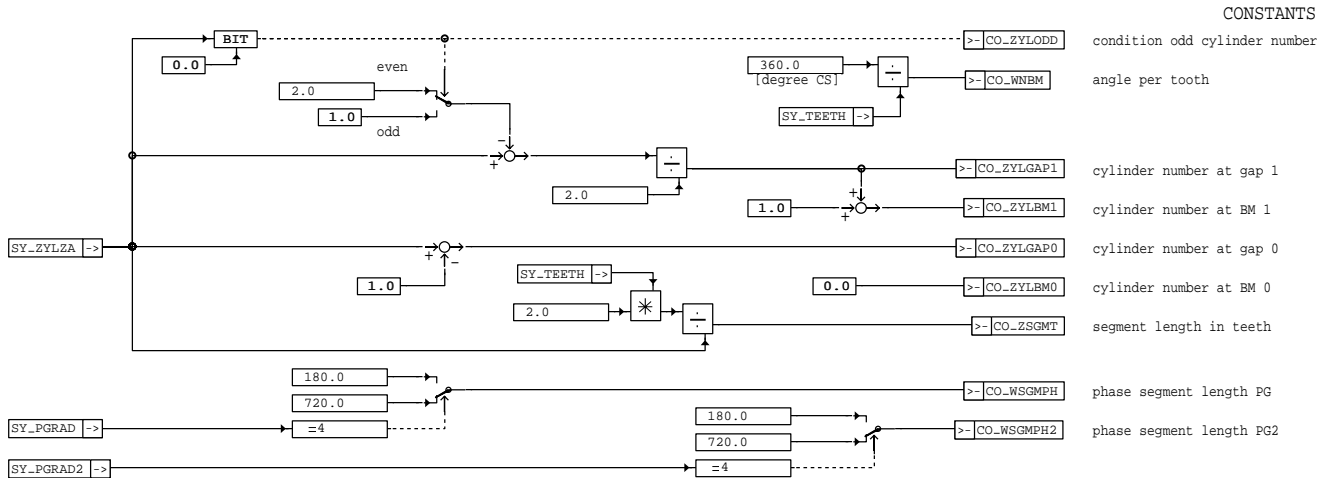 CONSTANTS
BIT
>- CO_ZYLODD condition odd cylinder number
0.0
even
360.0
[degree CS]
÷
>- CO_WNBM angle per tooth
2.0
1.0
odd
SY_TEETH ->
−
+
÷
>- CO_ZYLGAP1 cylinder number at gap 1
2.0
+
1.0
+
>- CO_ZYLBM1 cylinder number at BM 1
SY_ZYLZA ->
+
−
>- CO_ZYLGAP0 cylinder number at gap 0
SY_TEETH ->
1.0
0.0
>- CO_ZYLBM0 cylinder number at BM 0
2.0
*
÷
>- CO_ZSGMT segment length in teeth
180.0
>- CO_WSGMPH phase segment length PG
720.0
180.0
SY_PGRAD ->
=4
>- CO_WSGMPH2 phase segment length PG2
720.0
SY_PGRAD2 ->
=4